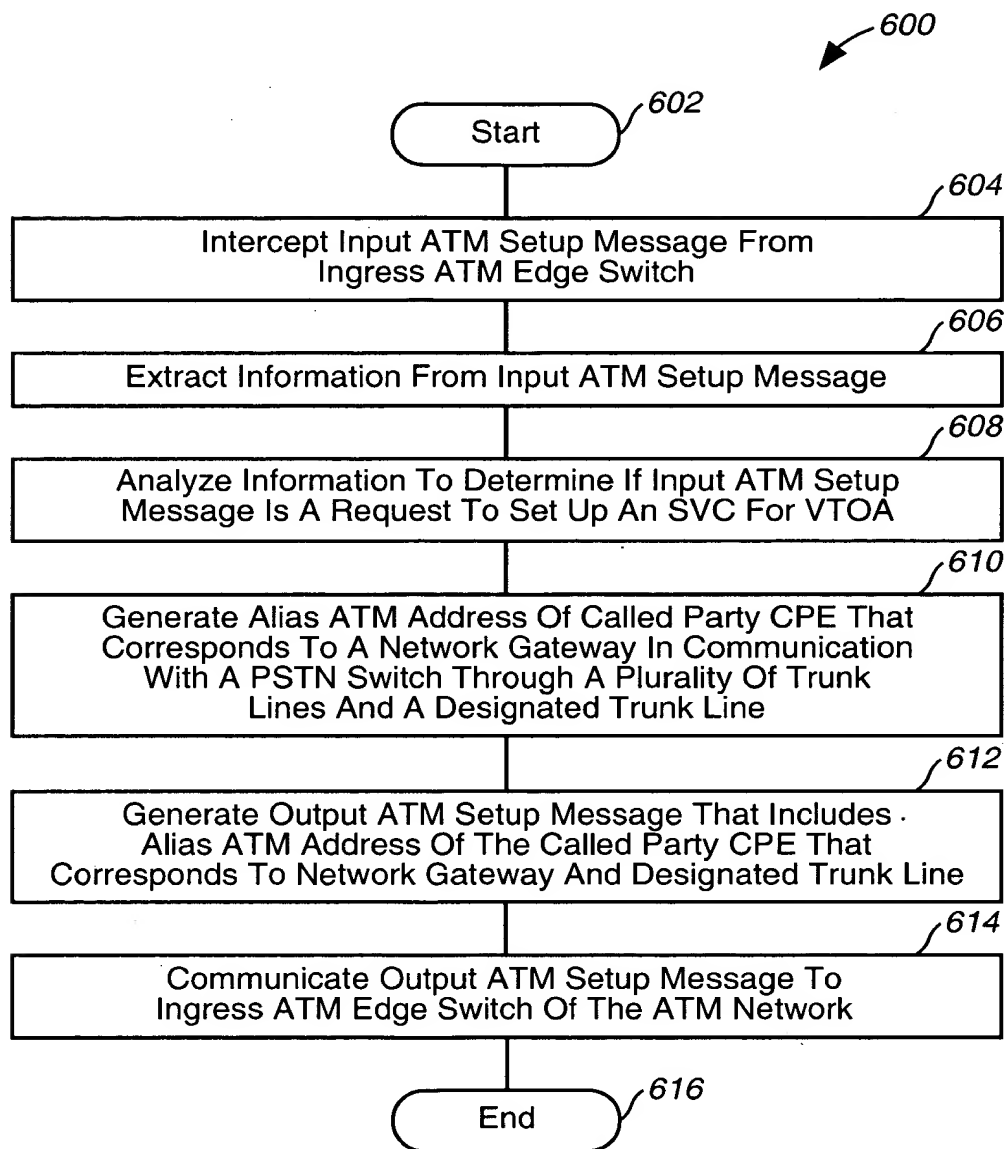 600
602
Start
604
Intercept Input ATM Setup Message From
Ingress ATM Edge Switch
606
Extract Information From Input ATM Setup Message
608
Analyze Information To Determine If Input ATM Setup
Message Is A Request To Set Up An SVC For VTOA
610
Generate Alias ATM Address Of Called Party CPE That
Corresponds To A Network Gateway In Communication
With A PSTN Switch Through A Plurality Of Trunk
Lines And A Designated Trunk Line
612
Generate Output ATM Setup Message That Includes
Alias ATM Address Of The Called Party CPE That
Corresponds To Network Gateway And Designated Trunk Line
614
Communicate Output ATM Setup Message To
Ingress ATM Edge Switch Of The ATM Network
616
End